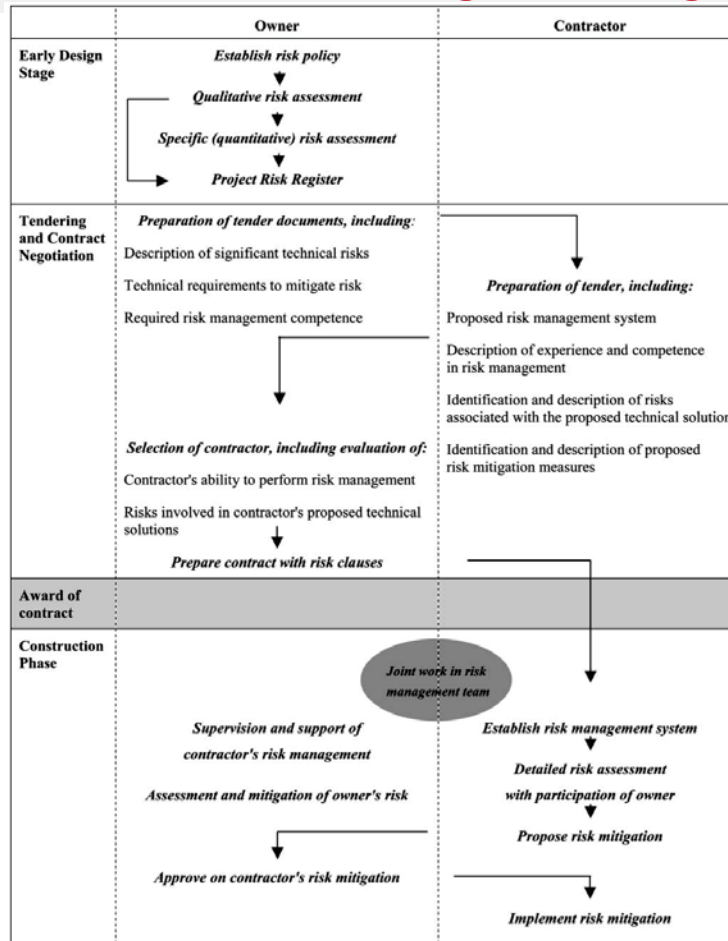 Owner
Contractor
Early Design
Stage
Establish risk policy
Qualitative risk assessment
Specific (quantitative) risk assessment
Project Risk Register
Tendering
and Contract
Negotiation
Preparation of tender documents, including:
Description of significant technical risks
Technical requirements to mitigate risk
Required risk management competence
Preparation of tender, including:
Proposed risk management system
Description of experience and competence
in risk management
Identification and description of risks
associated with the proposed technical solution
Identification and description of proposed
risk mitigation measures
Selection of contractor, including evaluation of:
Contractor's ability to perform risk management
Risks involved in contractor's proposed technical
solutions
Prepare contract with risk clauses
Award of
contract
Construction
Phase
Joint work in risk
management team
Supervision and support of
contractor's risk management
Assessment and mitigation of owner's risk
Approve on contractor's risk mitigation
Establish risk management system
Detailed risk assessment
with participation of owner
Propose risk mitigation
Implement risk mitigation